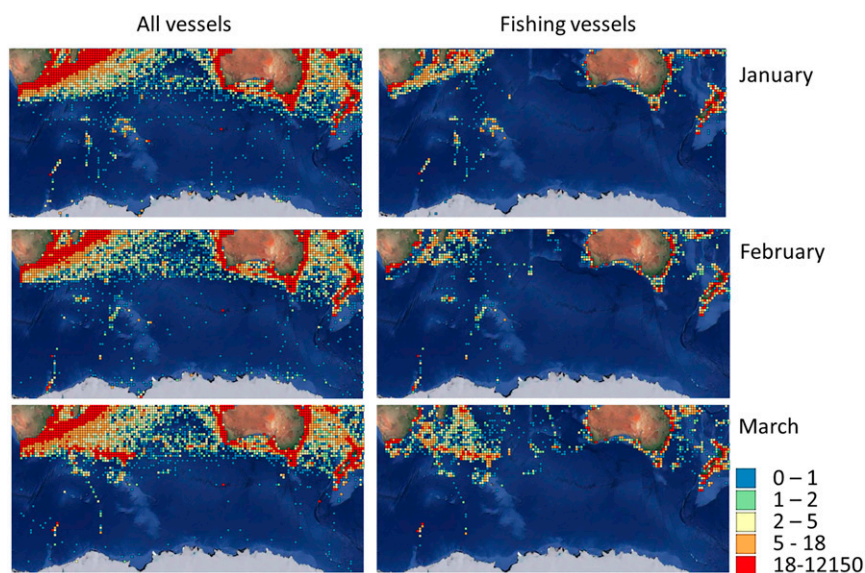 All vessels
Fishing vessels
January
February
March
0 – 1
1 – 2
2 – 5
5 - 18
18-12150